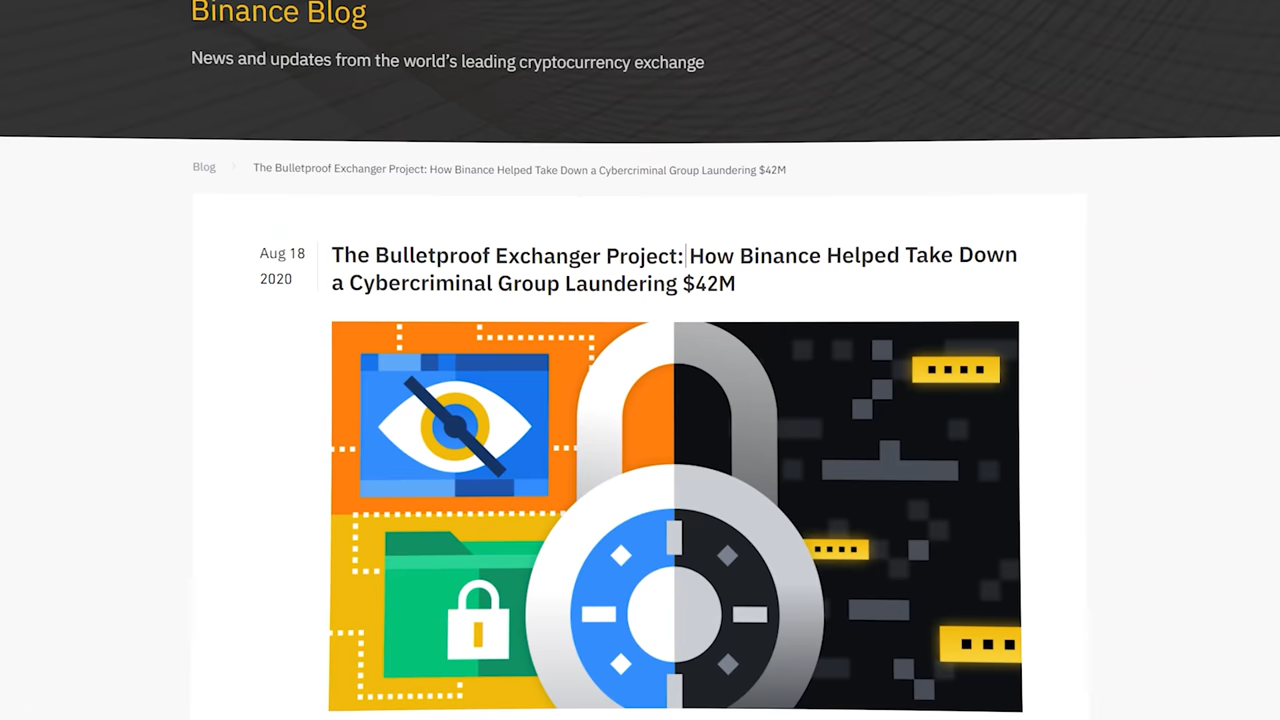 Binance Blog
News and updates from the world's leading cryptocurrency exchange
Blog
The Bulletproof Exchanger Project: How Binance Helped Take Down a Cybercriminal Group Laundering $42M
Aug 18
2020
The Bulletproof Exchanger Project: How Binance Helped Take Down
a Cybercriminal Group Laundering $42M